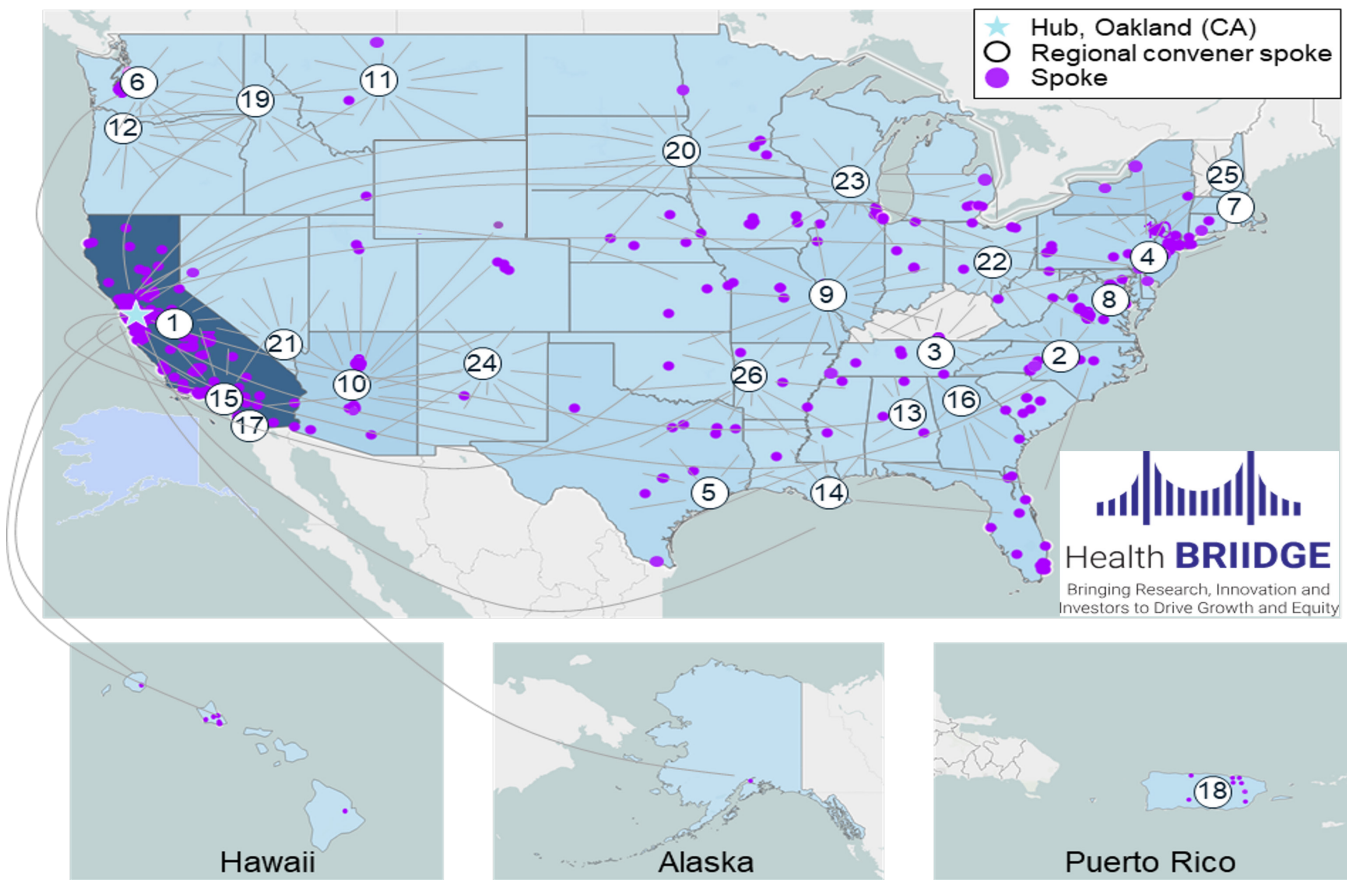 Hub, Oakland (CA)
Regional convener spoke
Spoke
6
19
11
12
20
23
25
7
4
22
8
9
1
21
3
2
24
10
26
15
16
13
17
5
14
Health BRIIDGE
Bringing Research, Innovation and
Investors to Drive Growth and Equity
18
Hawaii
Alaska
Puerto Rico